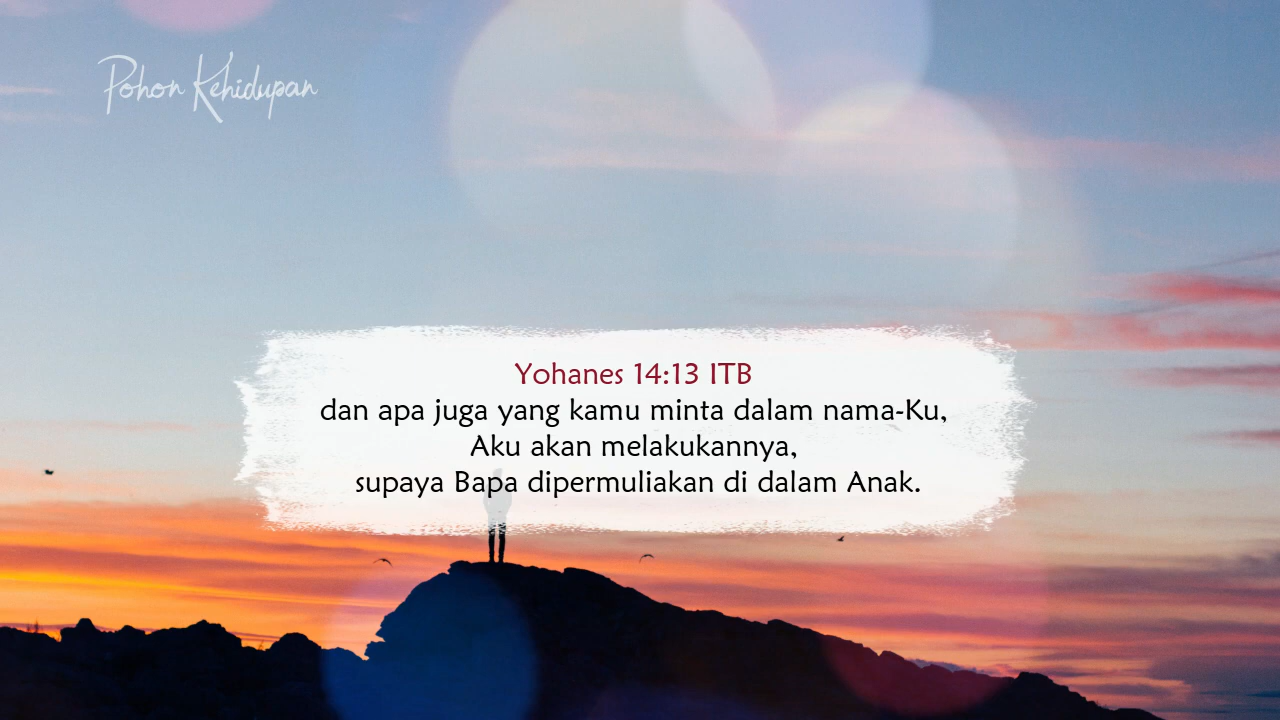 Pohon Kehidupan
Yohanes 14:13 ITB
dan apa juga yang kamu minta dalam nama-Ku,
Aku akan melakukannya,
supaya Bapa dipermuliakan di dalam Anak.